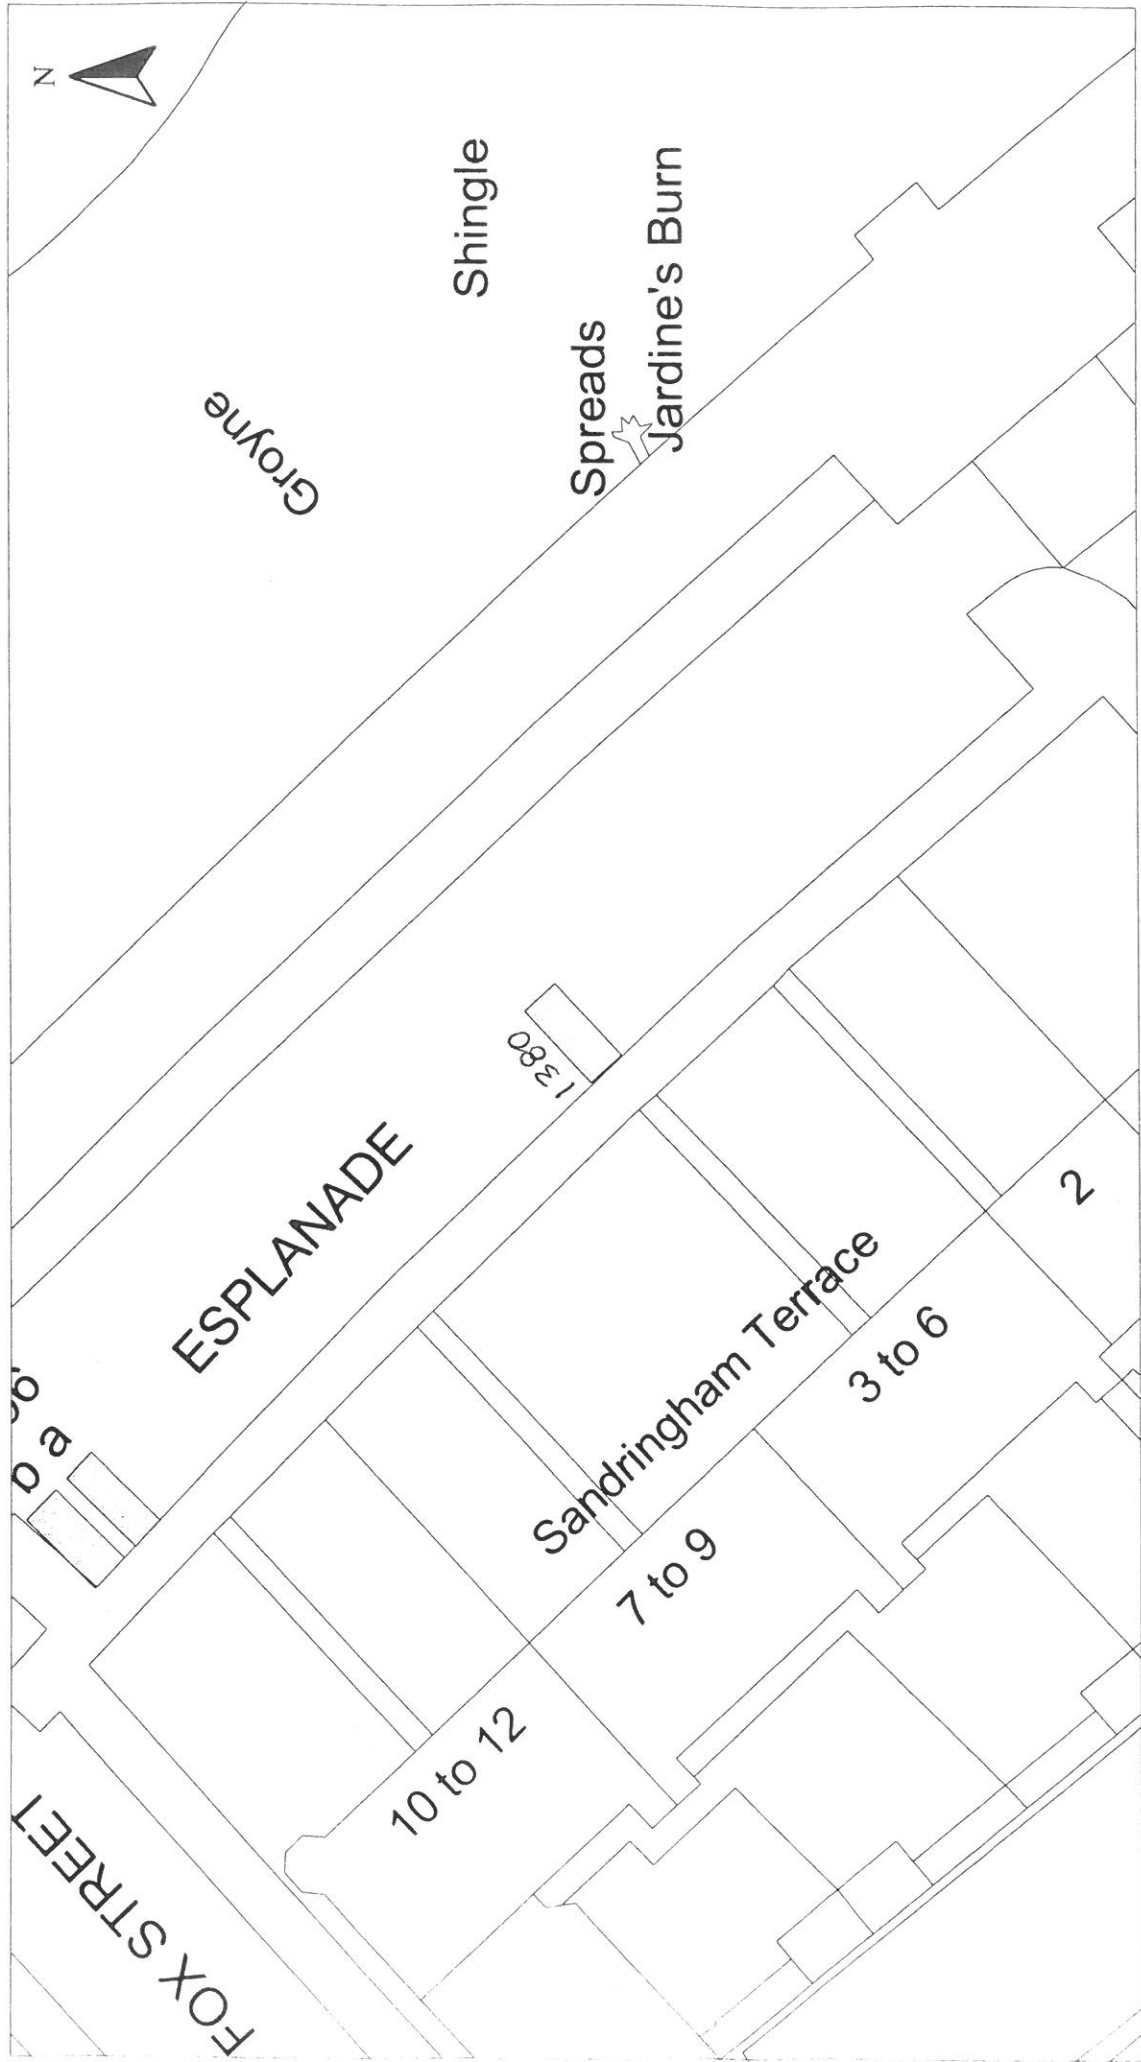 N
Shingle
Groyne
Spreads
Jardine's Burn
ESPLANADE
1380
b a
Sandringham Terrace
2
3 to 6
7 to 9
10 to 12
FOX STREET